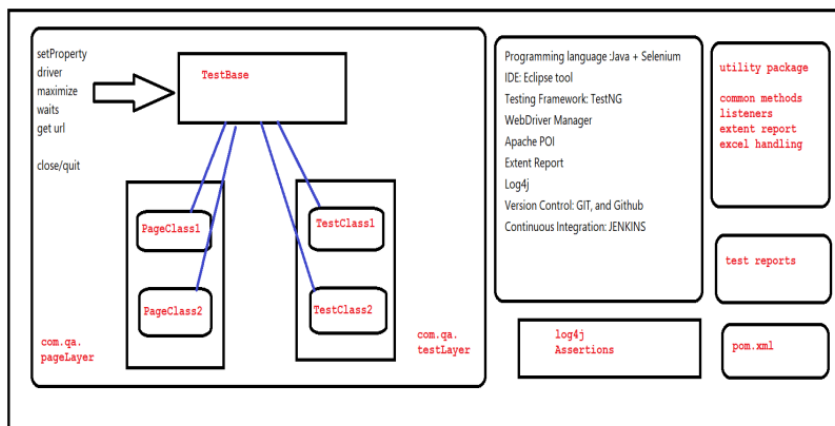 setProperty
driver
maximize
waits
get url
close/quit
TestBase
PageClass1
PageClass2
com.qa.
pageLayer
TestClass1
TestClass2
com.qa.
testLayer
Programming language :Java + Selenium
IDE: Eclipse tool
Testing Framework: TestNG
WebDriver Manager
Apache POI
Extent Report
Log4j
Version Control: GIT, and Github
Continuous Integration: JENKINS
log4j
Assertions
utility package
common methods
listeners
extent report
excel handling
test reports
pom.xml